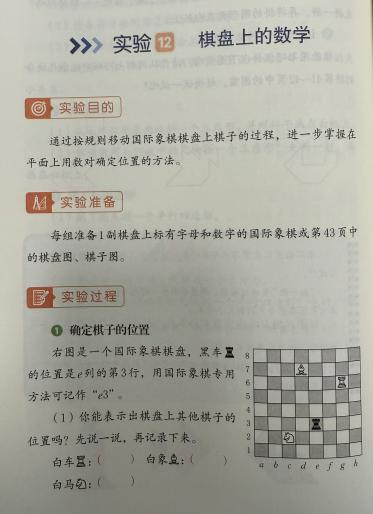 实验12 棋盘上的数学
实验目的
通过按规则移动国际象棋棋盘上棋子的过程，进一步掌握在
平面上用数对确定位置的方法。
实验准备
每组准备1副棋盘上标有字母和数字的国际象棋或第43页中
的棋盘图、棋子图。
实验过程
1 确定棋子的位置
右图是一个国际象棋棋盘，黑车
的位置是e列的第3行，用国际象棋专用
方法可记作“e3”。
（1）你能表示出棋盘上其他棋子的
位置吗？先说一说，再记录下来。
白车：（ ） 白象：（ ）
白马：（ ）
8
7
6
5
4
3
2
1
a b c d e f g h